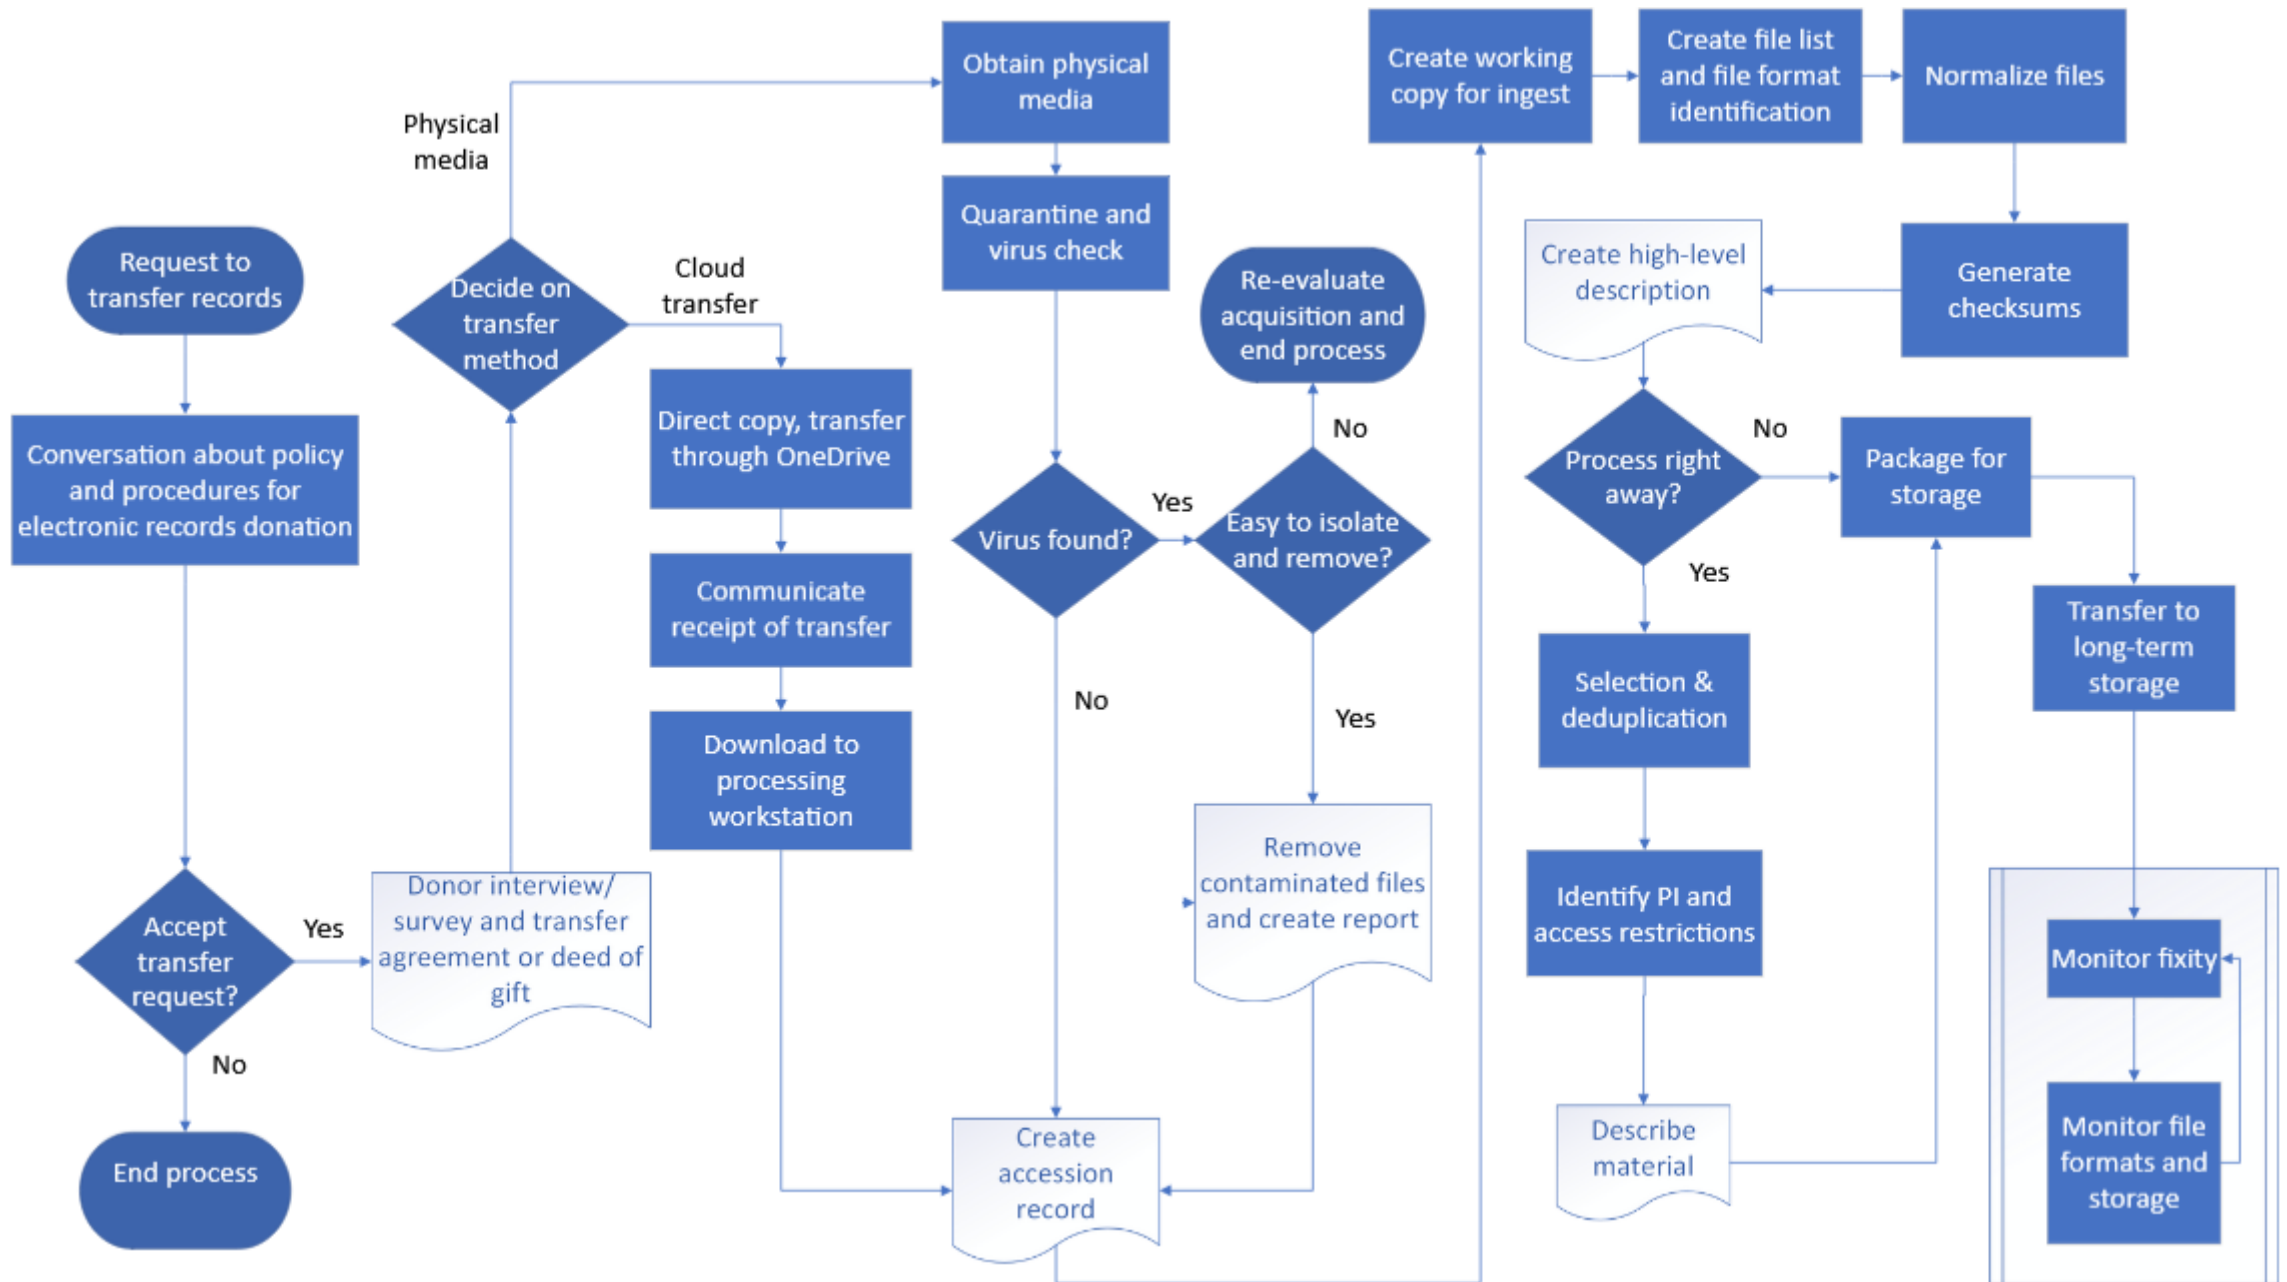 Request to
transfer records
Conversation about policy
and procedures for
electronic records donation
Accept
transfer
request?
Yes
No
End process
Donor interview/
survey and transfer
agreement or deed of
gift
Decide on
transfer
method
Physical
media
Cloud
transfer
Direct copy, transfer
through OneDrive
Communicate
receipt of transfer
Download to
processing
workstation
Obtain physical
media
Quarantine and
virus check
Virus found?
Yes
No
Easy to isolate
and remove?
No
Re-evaluate
acquisition and
end process
Yes
Remove
contaminated files
and create report
Create
accession
record
Create working
copy for ingest
Create file list
and file format
identification
Normalize files
Generate
checksums
Create high-level
description
Process right
away?
No
Yes
Selection &
deduplication
Identify PI and
access restrictions
Describe
material
Package for
storage
Transfer to
long-term
storage
Monitor fixity
Monitor file
formats and
storage